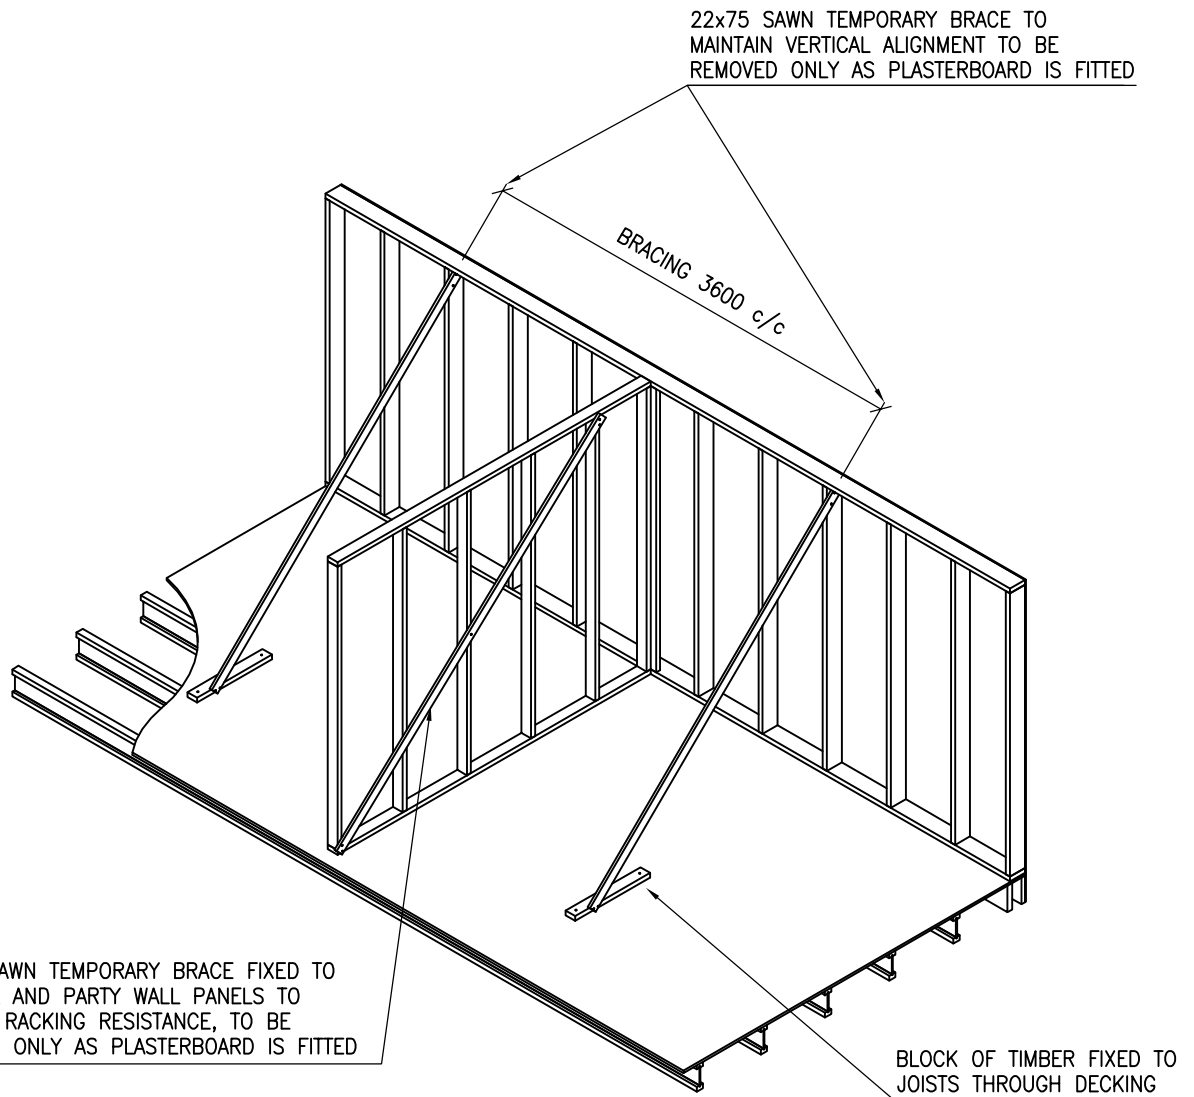 22x75 SAWN TEMPORARY BRACE TO
MAINTAIN VERTICAL ALIGNMENT TO BE
REMOVED ONLY AS PLASTERBOARD IS FITTED
BRACING 3600 c/c
TEMPORARY BRACE FIXED TO
AND PARTY WALL PANELS TO
RACKING RESISTANCE, TO BE
ONLY AS PLASTERBOARD IS FITTED
BLOCK OF TIMBER FIXED TO
JOISTS THROUGH DECKING